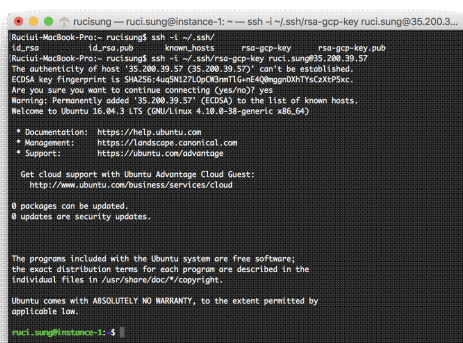 rucisung — ruci.sung@instance-1: ~ — ssh -i ~/.ssh/rsa-gcp-key ruci.sung@35.200.3...
Ruciui-MacBook-Pro:~ rucisung$ ssh -i ~/.ssh/
id_rsa id_rsa.pub known_hosts rsa-gcp-key rsa-gcp-key.pub
Ruciui-MacBook-Pro:~ rucisung$ ssh -i ~/.ssh/rsa-gcp-key ruci.sung@35.200.39.57
The authenticity of host '35.200.39.57 (35.200.39.57)' can't be established.
ECDSA key fingerprint is
Are you sure you want to continue connecting (yes/no)? yes
Warning: Permanently added '35.200.39.57' (ECDSA) to the list of known hosts.
Welcome to Ubuntu 16.04.3 LTS (GNU/Linux 4.10.0-38-generic x86_64)
* Documentation: https://help.ubuntu.com
* Management: https://landscape.canonical.com
* Support: https://ubuntu.com/advantage
Get cloud support with Ubuntu Advantage Cloud Guest:
http://www.ubuntu.com/business/services/cloud
0 packages can be updated.
0 updates are security updates.
The programs included with the Ubuntu system are free software;
the exact distribution terms for each program are described in the
individual files in /usr/share/doc/*/copyright.
Ubuntu comes with ABSOLUTELY NO WARRANTY, to the extent permitted by
applicable law.
ruci.sung@instance-1:~$